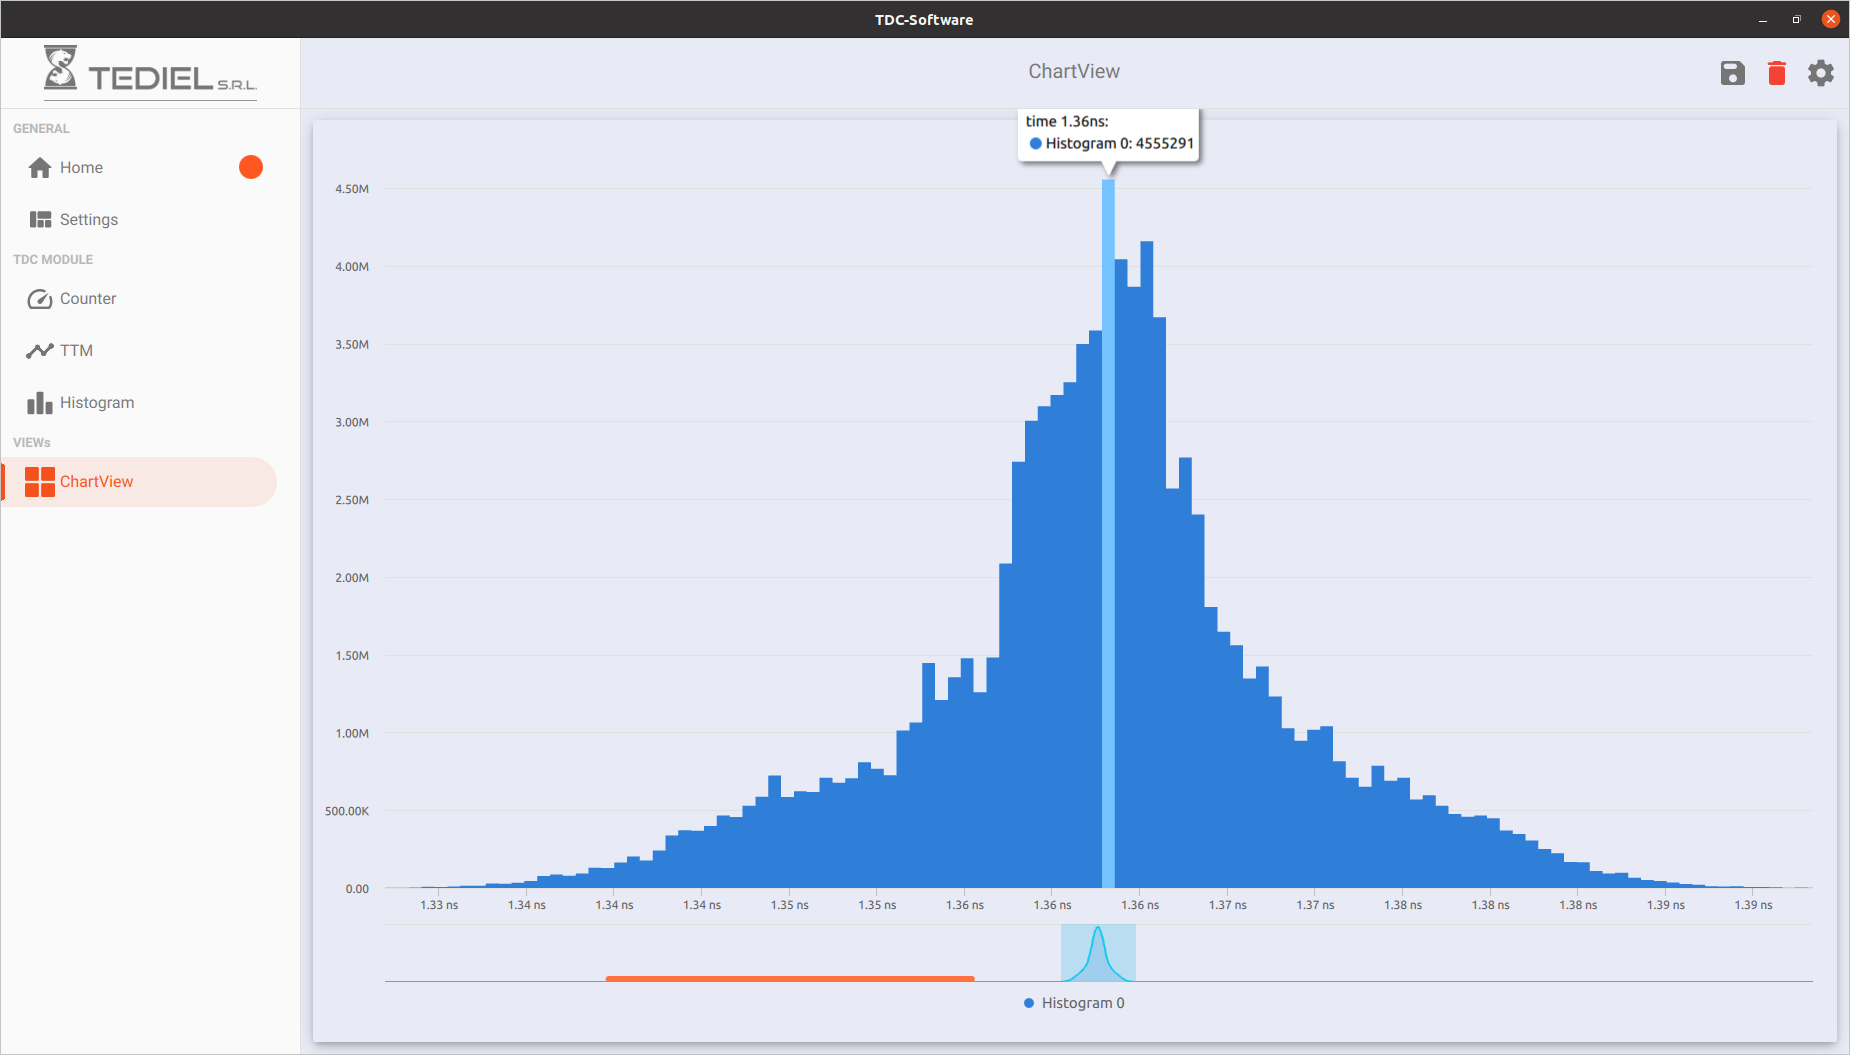 TDC-Software
TEDIEL S.R.L.
ChartView
GENERAL
Home
Settings
TDC MODULE
Counter
TTM
Histogram
VIEWs
ChartView
time 1.36ns:
Histogram 0: 4555291
4.50M
4.00M
3.50M
3.00M
2.50M
2.00M
1.50M
1.00M
500.00K
0.00
1.33 ns 1.34 ns 1.34 ns 1.34 ns 1.35 ns 1.35 ns 1.36 ns 1.36 ns 1.36 ns 1.37 ns 1.37 ns 1.38 ns 1.38 ns 1.38 ns 1.39 ns 1.39 ns
Histogram 0